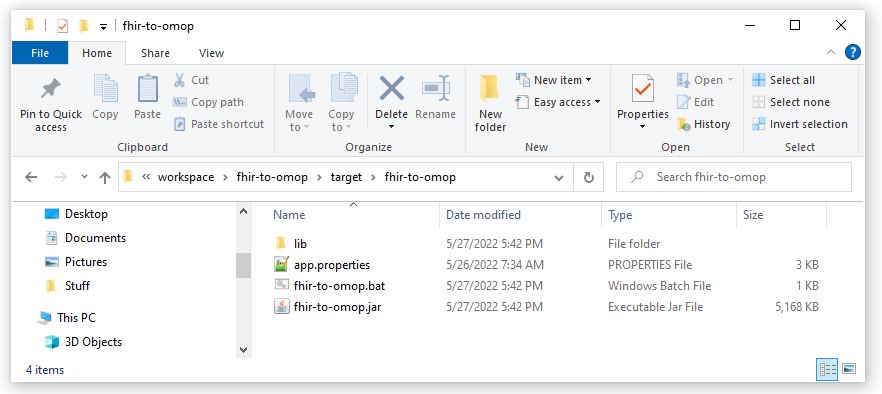 fhir-to-omop
File Home Share View
Pin to Quick access
Copy
Paste
Cut
Copy path
Paste shortcut
Clipboard
Move to
Copy to
Delete
Rename
Organize
New folder
New item
Easy access
New
Properties
Open
Edit
History
Open
Select all
Select none
Invert selection
Select
« workspace > fhir-to-omop > target > fhir-to-omop
Search fhir-to-omop
Desktop
Documents
Pictures
Stuff
This PC
3D Objects
Name Date modified Type Size
lib 5/27/2022 5:42 PM File folder
app.properties 5/26/2022 7:34 AM PROPERTIES File 3 KB
fhir-to-omop.bat 5/27/2022 5:42 PM Windows Batch File 1 KB
fhir-to-omop.jar 5/27/2022 5:42 PM Executable Jar File 5,168 KB
4 items